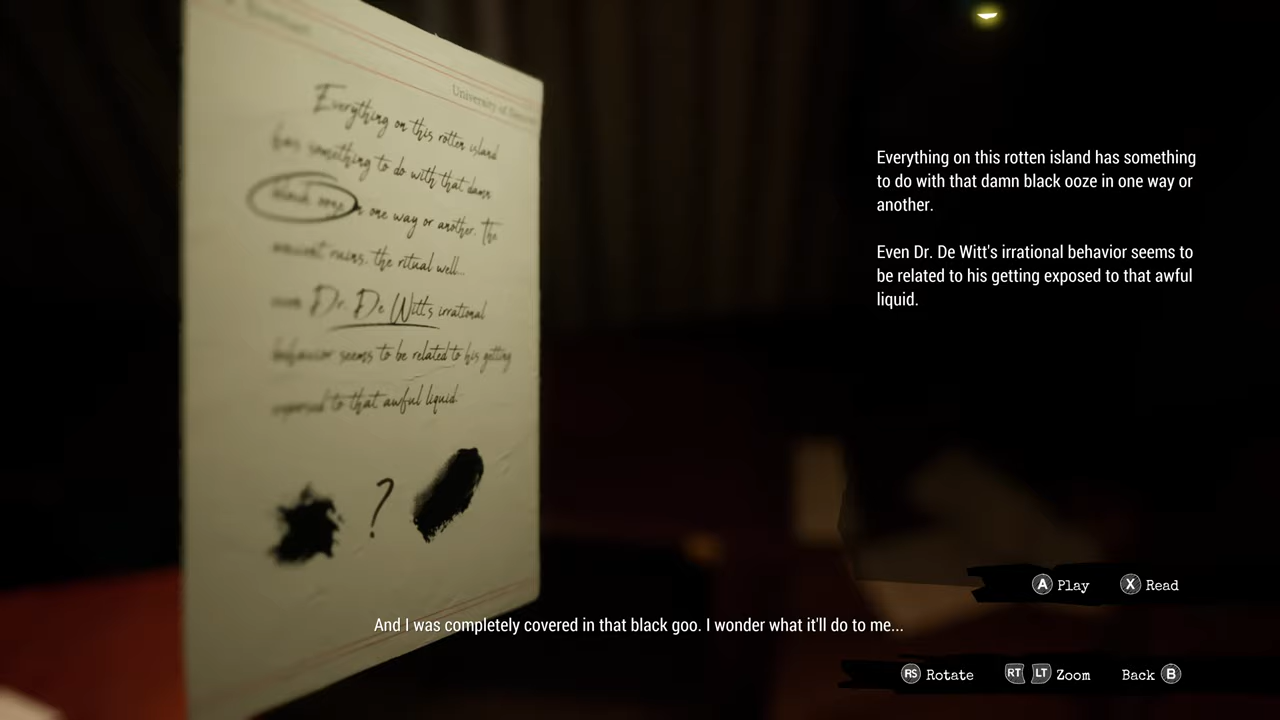 University of
Everything on this rotten island
has something to do with that damn
black ooze in one way or another. The
ancient ruins, the ritual well...
even Dr. De Witt's irrational
behavior seems to be related to his getting
exposed to that awful liquid.
?
Everything on this rotten island has something
to do with that damn black ooze in one way or
another.
Even Dr. De Witt's irrational behavior seems to
be related to his getting exposed to that awful
liquid.
A Play X Read
And I was completely covered in that black goo. I wonder what it'll do to me...
RS Rotate RT LT Zoom Back B